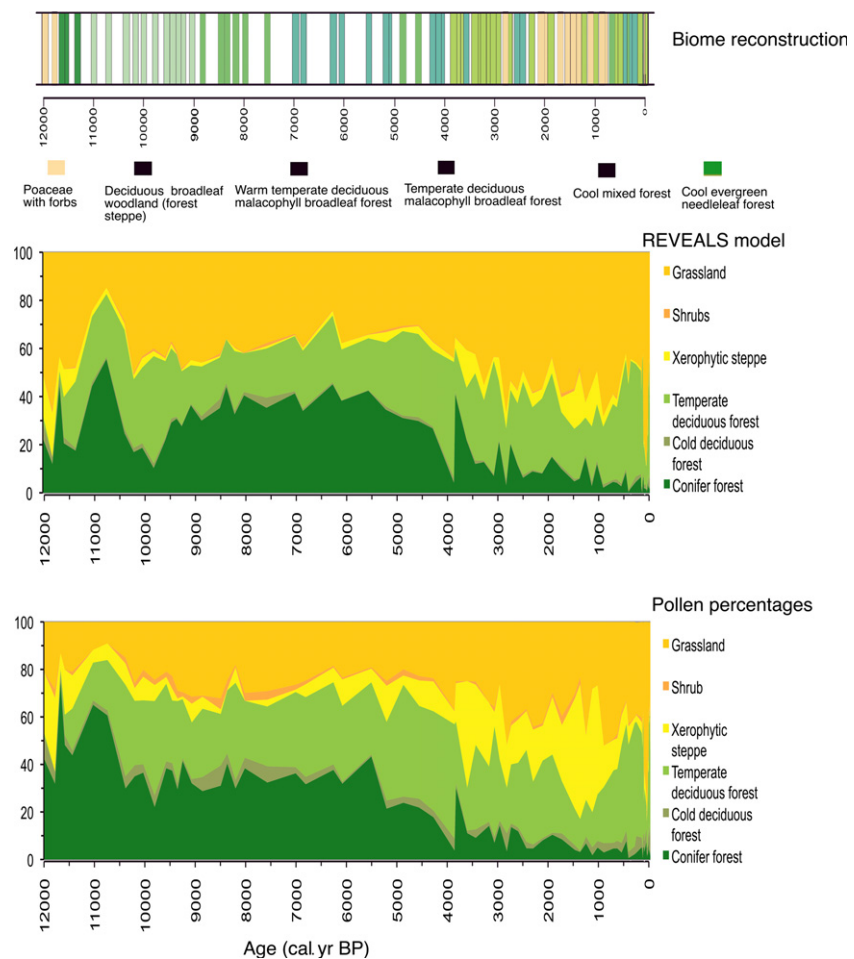 Biome reconstruction
12000
11000
10000
9000
8000
7000
6000
5000
4000
3000
2000
1000
0
Poaceae
with forbs
Deciduous broadleaf
woodland (forest
steppe)
Warm temperate deciduous
malacophyll broadleaf forest
Temperate deciduous
malacophyll broadleaf forest
Cool mixed forest
Cool evergreen
needleleaf forest
REVEALS model
100
80
60
40
20
0
Grassland
Shrubs
Xerophytic steppe
Temperate
deciduous forest
Cold deciduous
forest
Conifer forest
12000
11000
10000
9000
8000
7000
6000
5000
4000
3000
2000
1000
0
Pollen percentages
100
80
60
40
20
0
Grassland
Shrub
Xerophytic
steppe
Temperate
deciduous forest
Cold deciduous
forest
Conifer forest
12000
11000
10000
9000
8000
7000
6000
5000
4000
3000
2000
1000
0
Age (cal. yr BP)